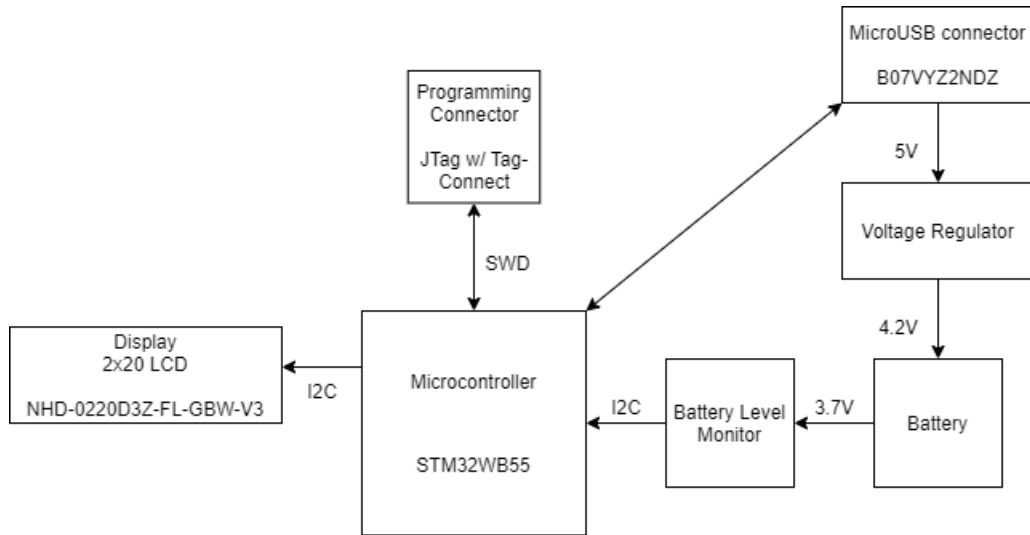 MicroUSB connector
B07VYZ2NDZ
Programming
Connector
JTag w/ Tag-
Connect
5V
Voltage Regulator
SWD
4.2V
Display
2x20 LCD
NHD-0220D3Z-FL-GBW-V3
I2C
Microcontroller
STM32WB55
I2C
Battery Level
Monitor
3.7V
Battery